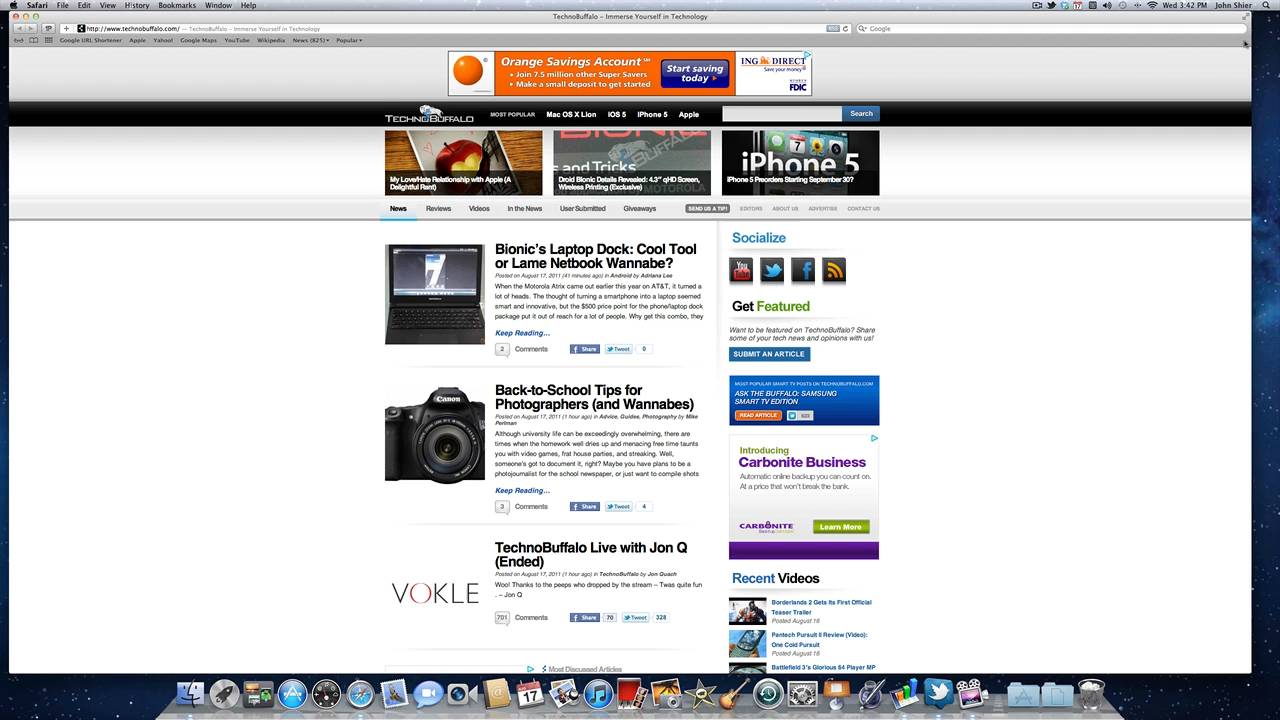 Safari File Edit View History Bookmarks Window Help Wed 3:42 PM John Shier
TechnoBuffalo – Immerse Yourself in Technology
http://www.technobuffalo.com/ — TechnoBuffalo – Immerse Yourself in Technology RSS Google
Google URL Shortener Apple Yahoo! Google Maps YouTube Wikipedia News (825) Popular
Orange Savings Account SM
• Join 7.5 million other Super Savers
• Make a small deposit to get started
Start saving
today
ING DIRECT
Save your money®
MEMBER
FDIC
TECHNOBUFFALO MOST POPULAR Mac OS X Lion IOS 5 iPhone 5 Apple Search
My Love/Hate Relationship with Apple (A
Delightful Rant)
BIONIC
and Tricks
MOTOROLA
Droid Bionic Details Revealed: 4.3" qHD Screen,
Wireless Printing (Exclusive)
iPhone 5
iPhone 5 Preorders Starting September 30?
News Reviews Videos In the News User Submitted Giveaways SEND US A TIP! EDITORS ABOUT US ADVERTISE CONTACT US
Bionic's Laptop Dock: Cool Tool
or Lame Netbook Wannabe?
Posted on August 17, 2011 (41 minutes ago) in Android by Adriana Lee
When the Motorola Atrix came out earlier this year on AT&T, it turned a
lot of heads. The thought of turning a smartphone into a laptop seemed
smart and innovative, but the $500 price point for the phone/laptop dock
package put it out of reach for a lot of people. Why get this combo, they
Keep Reading...
2 Comments Share Tweet 0
Canon
Back-to-School Tips for
Photographers (and Wannabes)
Posted on August 17, 2011 (1 hour ago) in Advice, Guides, Photography by Mike
Perlman
Although university life can be exceedingly overwhelming, there are
times when the homework well dries up and menacing free time taunts
you with video games, frat house parties, and streaking. Well,
someone's got to document it, right? Maybe you have plans to be a
photojournalist for the school newspaper, or just want to compile shots
Keep Reading...
3 Comments Share Tweet 4
VOKLE
TechnoBuffalo Live with Jon Q
(Ended)
Posted on August 17, 2011 (1 hour ago) in TechnoBuffalo by Jon Quach
Woo! Thanks to the peeps who dropped by the stream – Twas quite fun
. – Jon Q
701 Comments Share 70 Tweet 328
Most Discussed Articles
Socialize
You
Get Featured
Want to be featured on TechnoBuffalo? Share
some of your tech news and opinions with us!
SUBMIT AN ARTICLE
MOST POPULAR SMART TV POSTS ON TECHNOBUFFALO.COM
ASK THE BUFFALO: SAMSUNG
SMART TV EDITION
READ ARTICLE 523
Introducing
Carbonite Business
Automatic online backup you can count on.
At a price that won't break the bank.
CARBONITE
Learn More
Recent Videos
Borderlands 2 Gets Its First Official
Teaser Trailer
Posted August 16
Pantech Pursuit II Review (Video):
One Cold Pursuit
Posted August 16
Battlefield 3's Glorious 64 Player MP
17